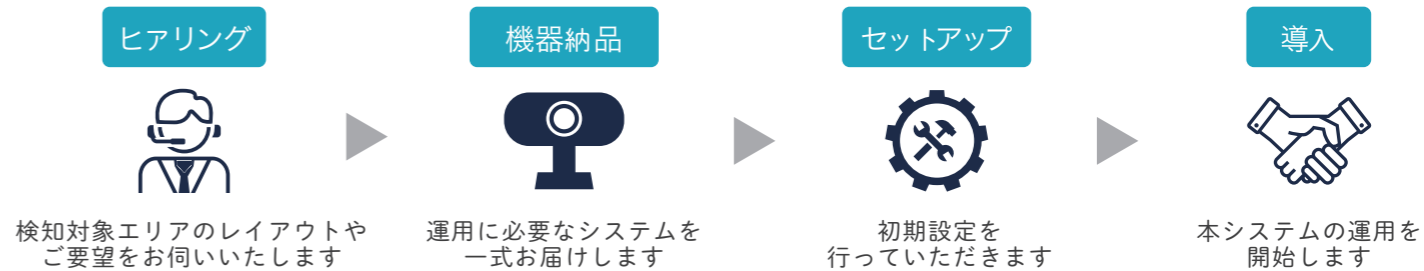 ヒアリング
機器納品
セットアップ
導入
検知対象エリアのレイアウトや
ご要望をお伺いいたします
運用に必要なシステムを
一式お届けします
初期設定を
行っていただきます
本システムの運用を
開始します